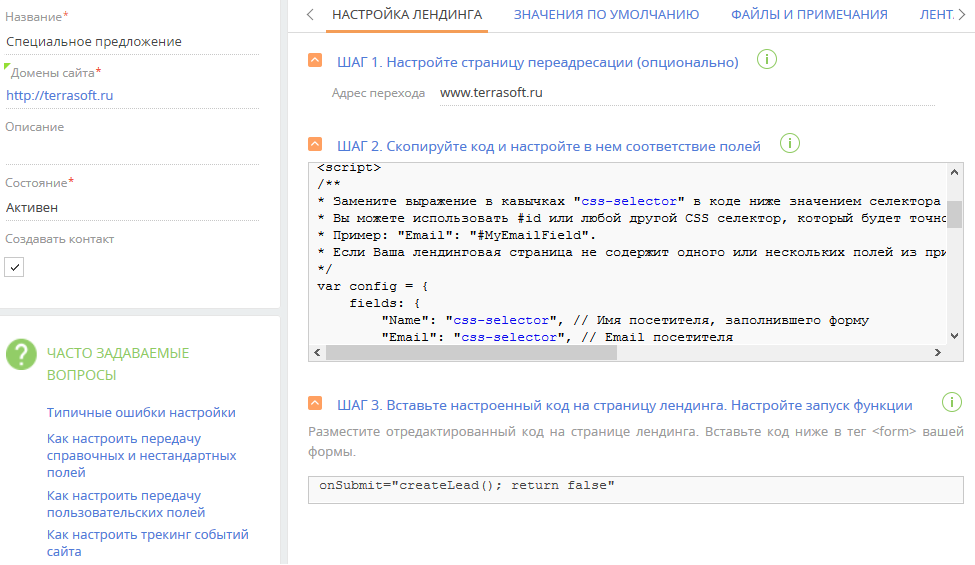 Название*
Специальное предложение
Домены сайта*
http://terrasoft.ru
Описание
Состояние*
Активен
Создавать контакт
ЧАСТО ЗАДАВАЕМЫЕ
ВОПРОСЫ
Типичные ошибки настройки
Как настроить передачу
справочных и нестандартных
полей
Как настроить передачу
пользовательских полей
Как настроить трекинг событий
сайта
НАСТРОЙКА ЛЕНДИНГА ЗНАЧЕНИЯ ПО УМОЛЧАНИЮ ФАЙЛЫ И ПРИМЕЧАНИЯ ЛЕНТ.
ШАГ 1. Настройте страницу переадресации (опционально)
Адрес перехода www.terrasoft.ru
ШАГ 2. Скопируйте код и настройте в нем соответствие полей
<script>
/**
* Замените выражение в кавычках "css-selector" в коде ниже значением селектора
* Вы можете использовать #id или любой другой CSS селектор, который будет точно
* Пример: "Email": "#MyEmailField".
* Если Ваша лендинговая страница не содержит одного или нескольких полей из при
*/
var config = {
fields: {
"Name": "css-selector", // Имя посетителя, заполнившего форму
"Email": "css-selector", // Email посетителя
ШАГ 3. Вставьте настроенный код на страницу лендинга. Настройте запуск функции
Разместите отредактированный код на странице лендинга. Вставьте код ниже в тег <form> вашей
формы.
onSubmit="createLead(); return false"